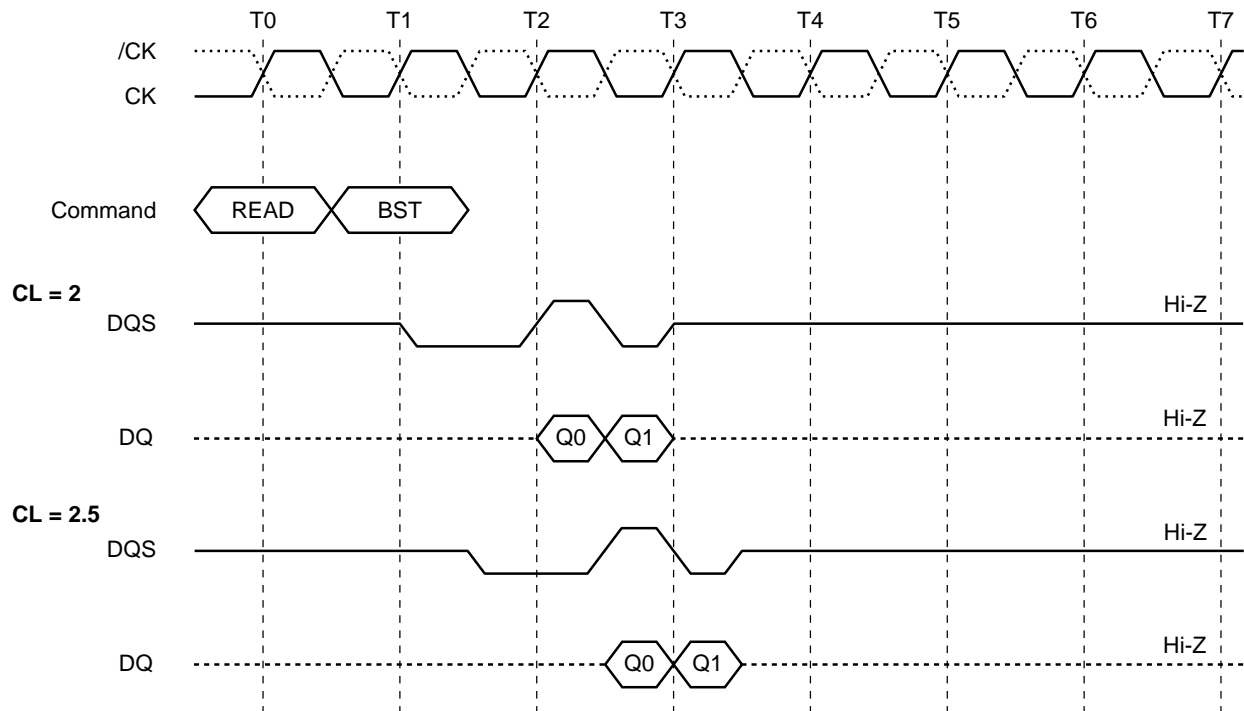 T0 T1 T2 T3 T4 T5 T6 T7
/CK
CK
Command READ BST
CL = 2
Hi-Z
DQS
Hi-Z
DQ Q0 Q1
CL = 2.5
Hi-Z
DQS
Hi-Z
DQ Q0 Q1